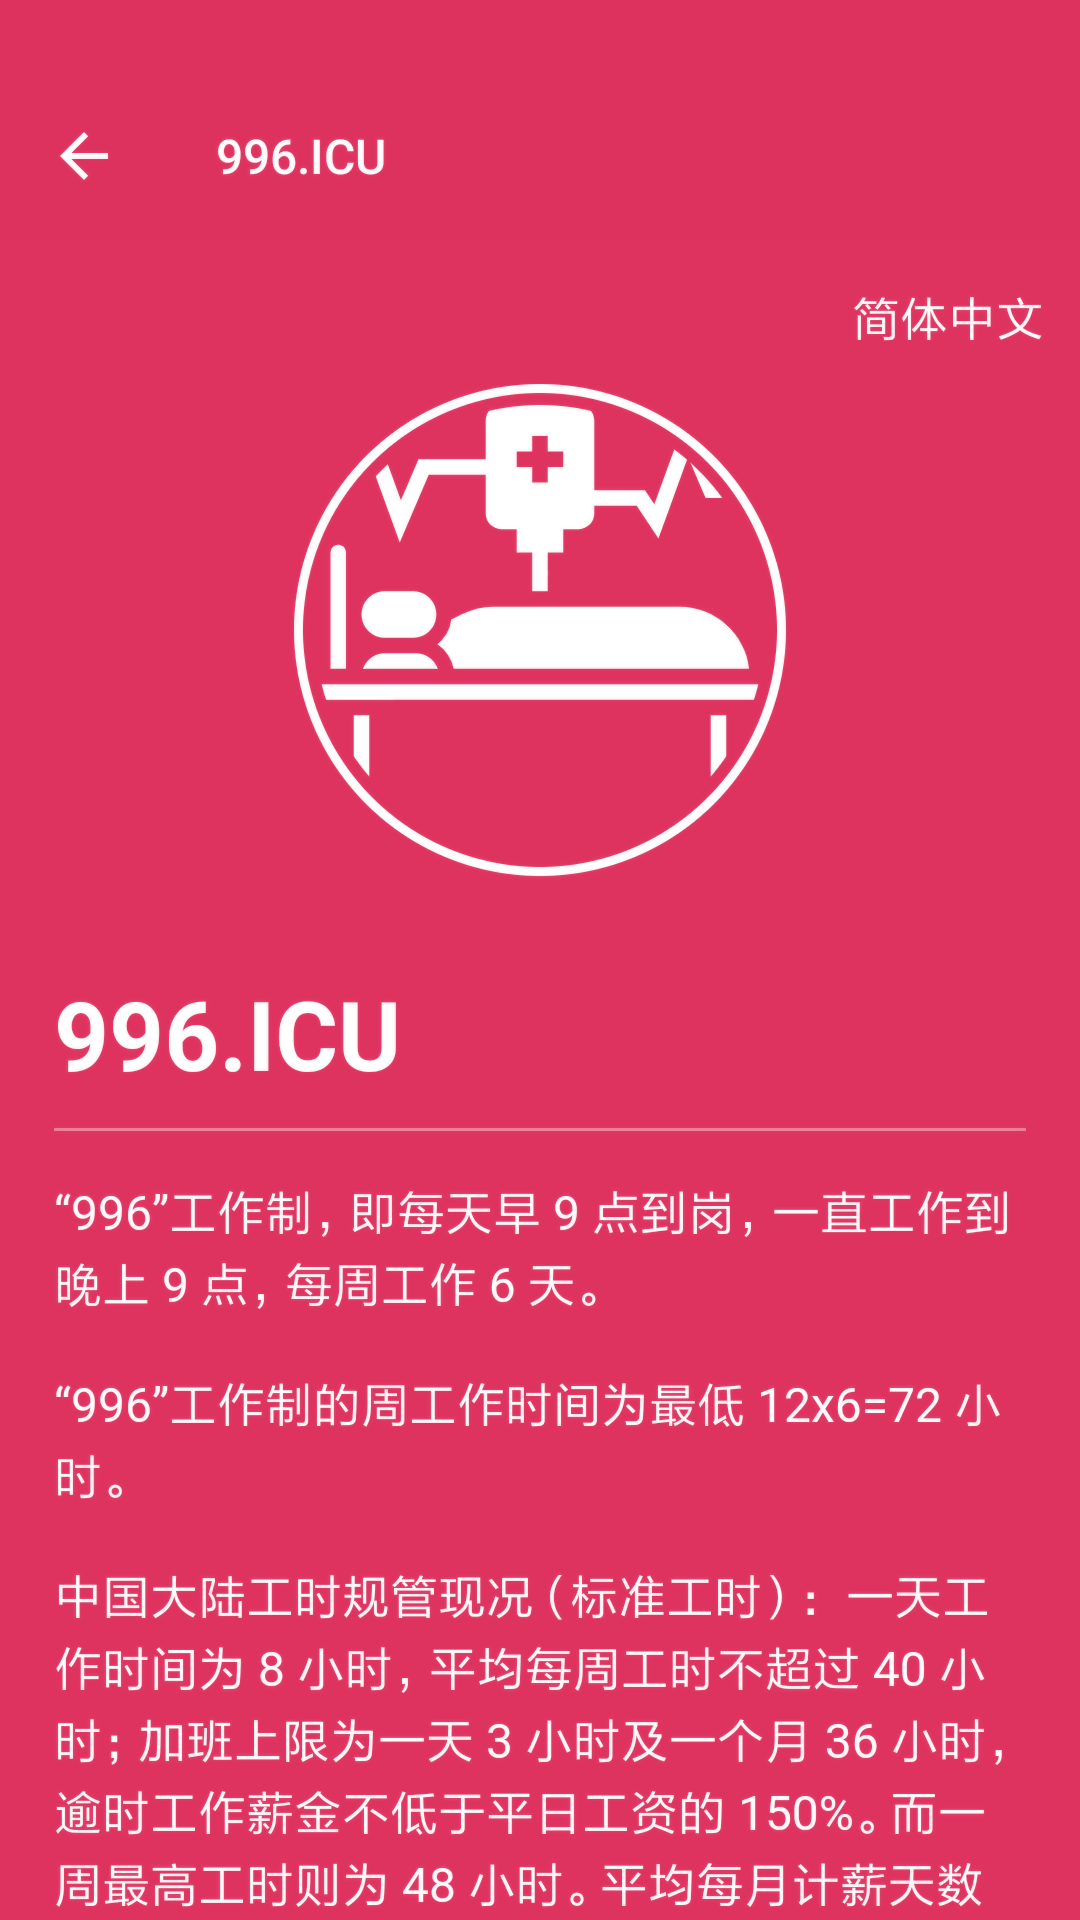 996.ICU
简体中文
996.ICU
“996”工作制，即每天早 9 点到岗，一直工作到
晚上 9 点，每周工作 6 天。
“996”工作制的周工作时间为最低 12x6=72 小
时。
中国大陆工时规管现况（标准工时）：一天工
作时间为 8 小时，平均每周工时不超过 40 小
时；加班上限为一天 3 小时及一个月 36 小时，
逾时工作薪金不低于平日工资的 150%。而一
周最高工时则为 48 小时。平均每月计薪天数